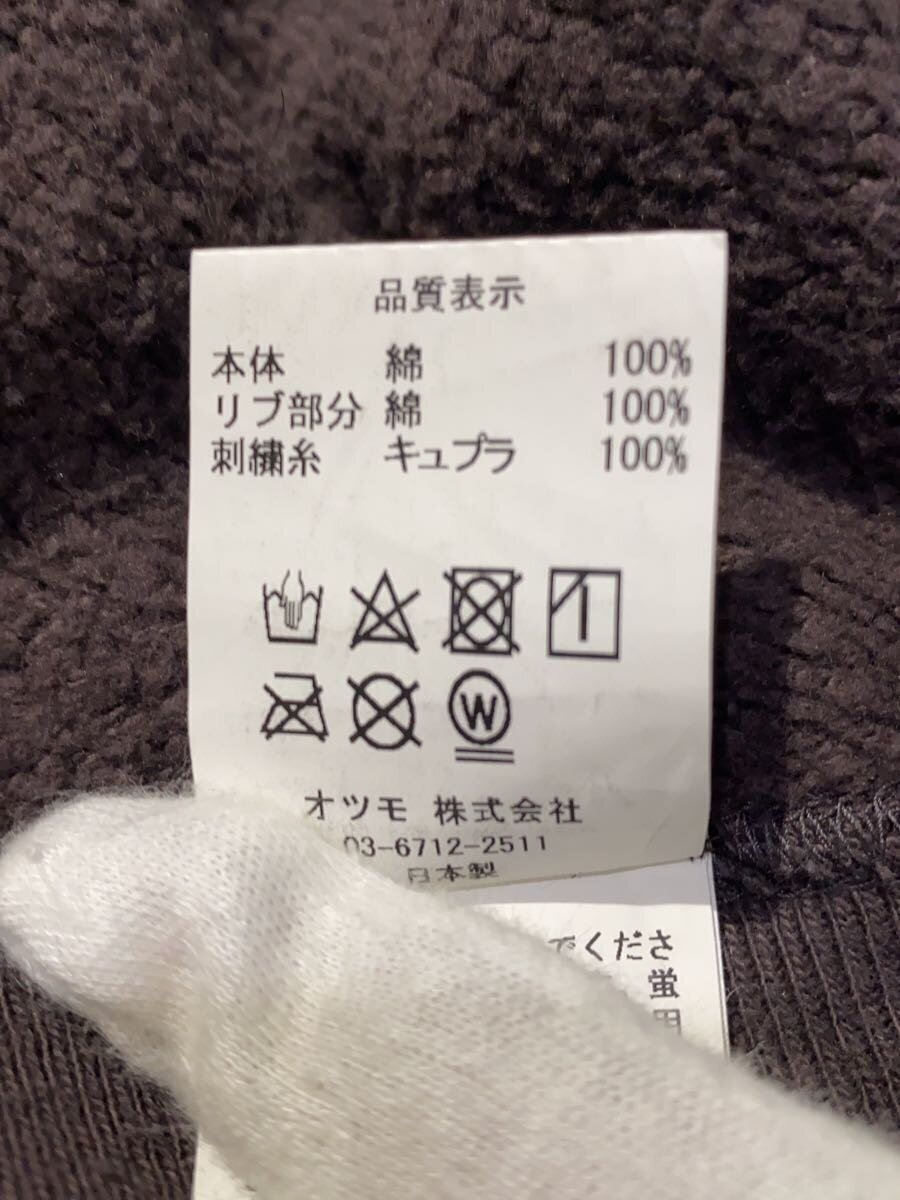 品質表示
本体 綿 100%
リブ部分 綿 100%
刺繍糸 キュプラ 100%
W
オツモ 株式会社
03-6712-2511
日本製
でくださ
蛍
用